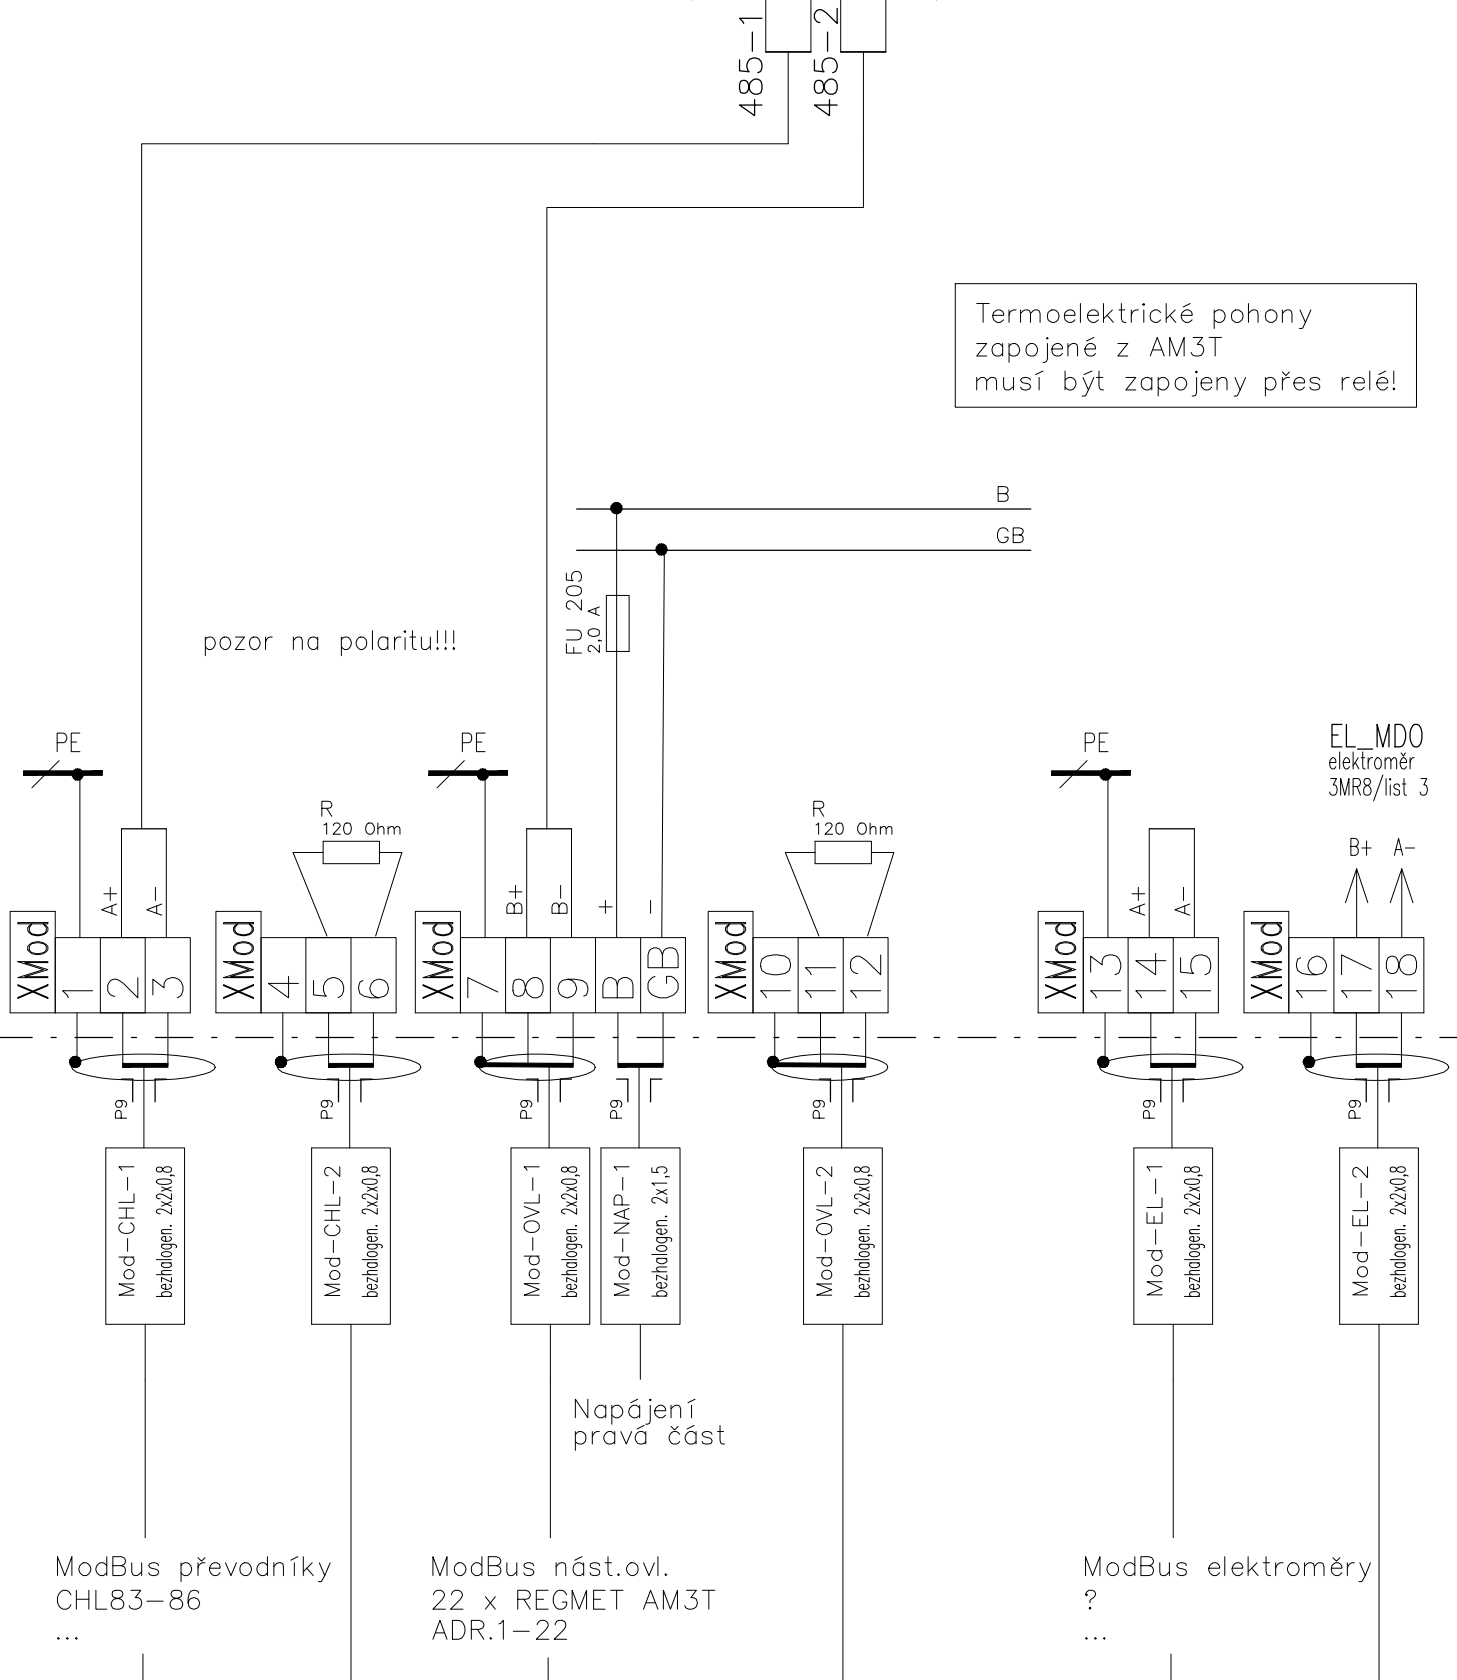 485-1
485-2
Termoelektrické pohony
zapojené z AM3T
musí být zapojeny přes relé!
B
GB
FU 205
2,0 A
pozor na polaritu!!!
PE
PE
PE
EL_MDO
elektroměr
3MR8/list 3
R
120 Ohm
R
120 Ohm
B+ A-
A+
A-
B+
B-
+
-
A+
A-
XMod
1
2
3
XMod
4
5
6
XMod
7
8
9
B
GB
XMod
10
11
12
XMod
13
14
15
XMod
16
17
18
P9
P9
P9
P9
P9
P9
P9
Mod-CHL-1
bezhalogen. 2x2x0,8
Mod-CHL-2
bezhalogen. 2x2x0,8
Mod-OVL-1
bezhalogen. 2x2x0,8
Mod-NAP-1
bezhalogen. 2x1,5
Mod-OVL-2
bezhalogen. 2x2x0,8
Mod-EL-1
bezhalogen. 2x2x0,8
Mod-EL-2
bezhalogen. 2x2x0,8
Napájení
pravá část
ModBus převodníky
CHL83-86
...
ModBus nást.ovl.
22 x REGMET AM3T
ADR.1-22
ModBus elektroměry
?
...